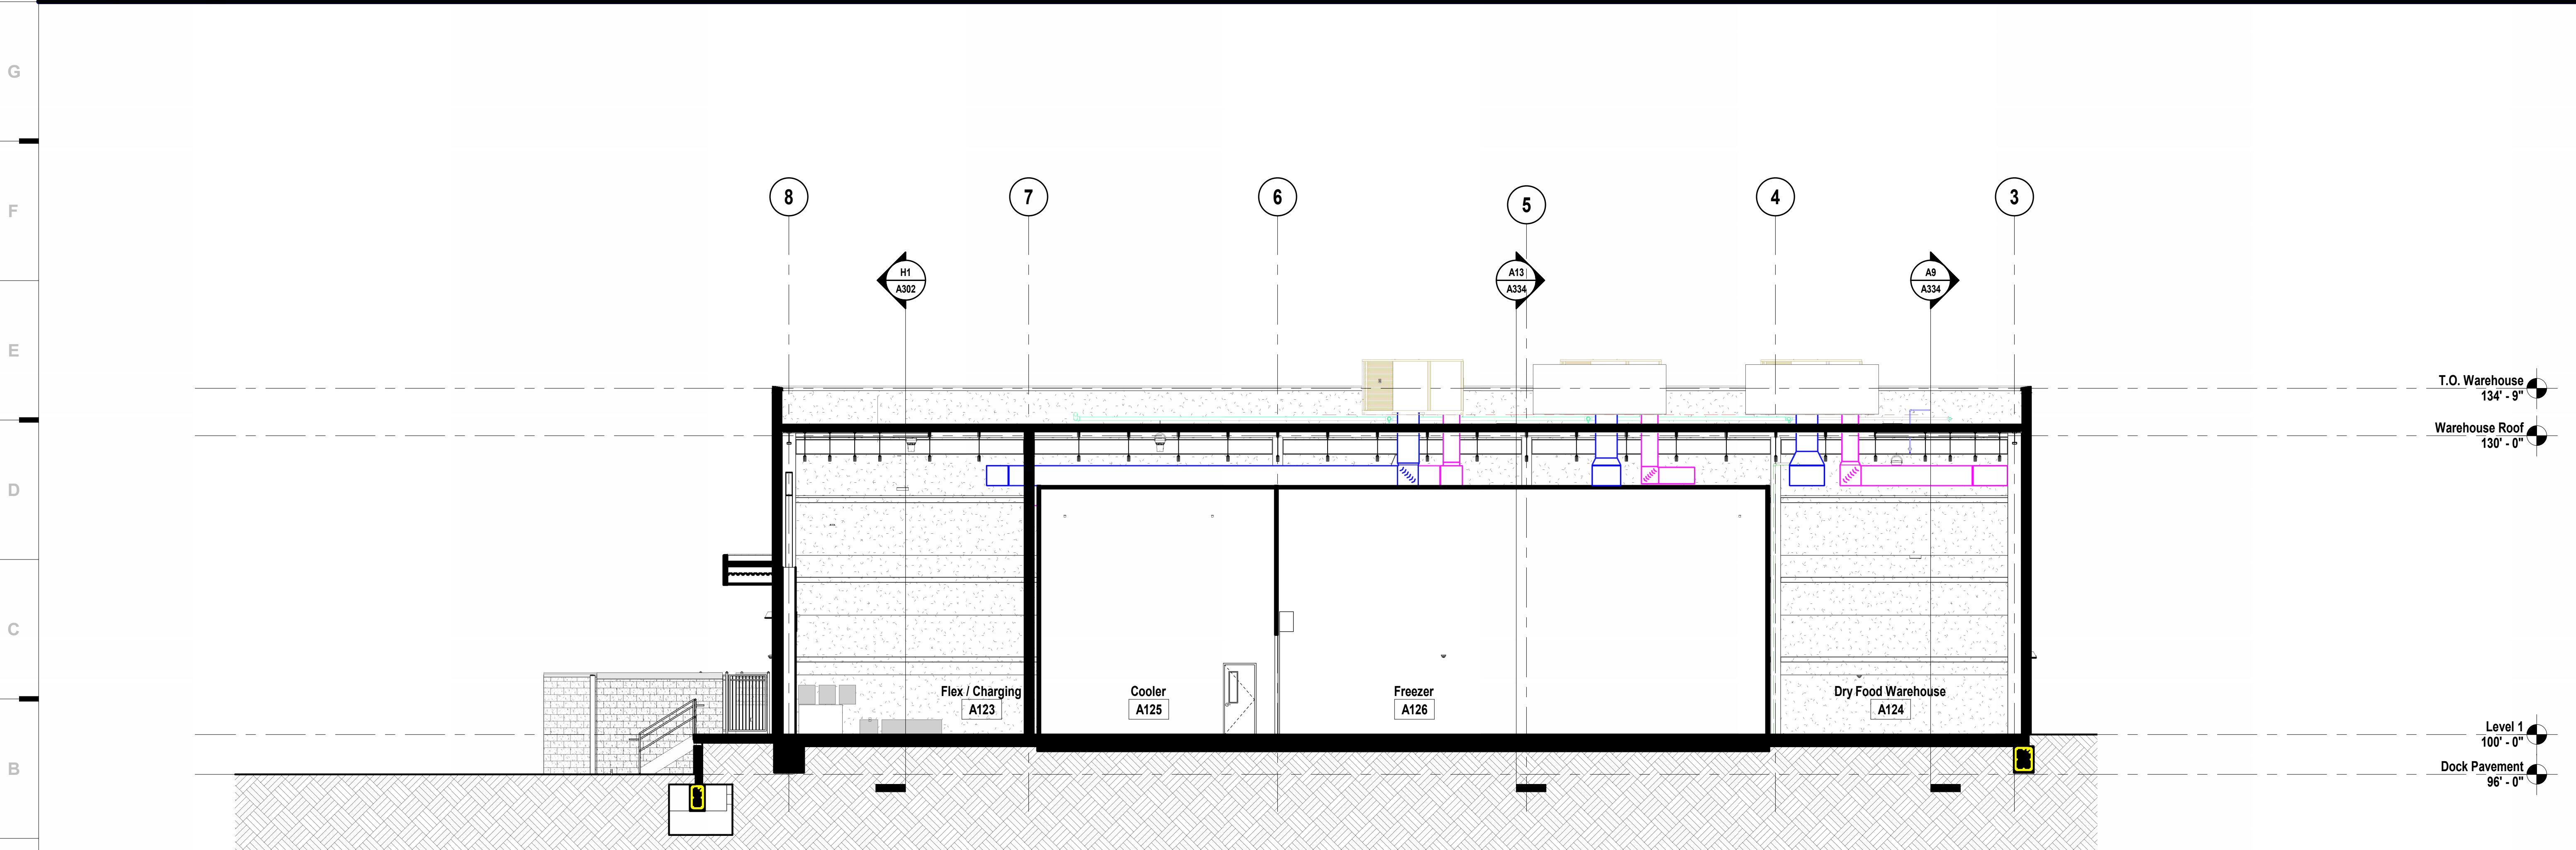 G
F
E
D
C
B
8
7
6
5
4
3
H1
A302
A13
A334
A9
A334
T.O. Warehouse
134' - 9"
Warehouse Roof
130' - 0"
Flex / Charging
A123
Cooler
A125
Freezer
A126
Dry Food Warehouse
A124
Level 1
100' - 0"
Dock Pavement
96' - 0"